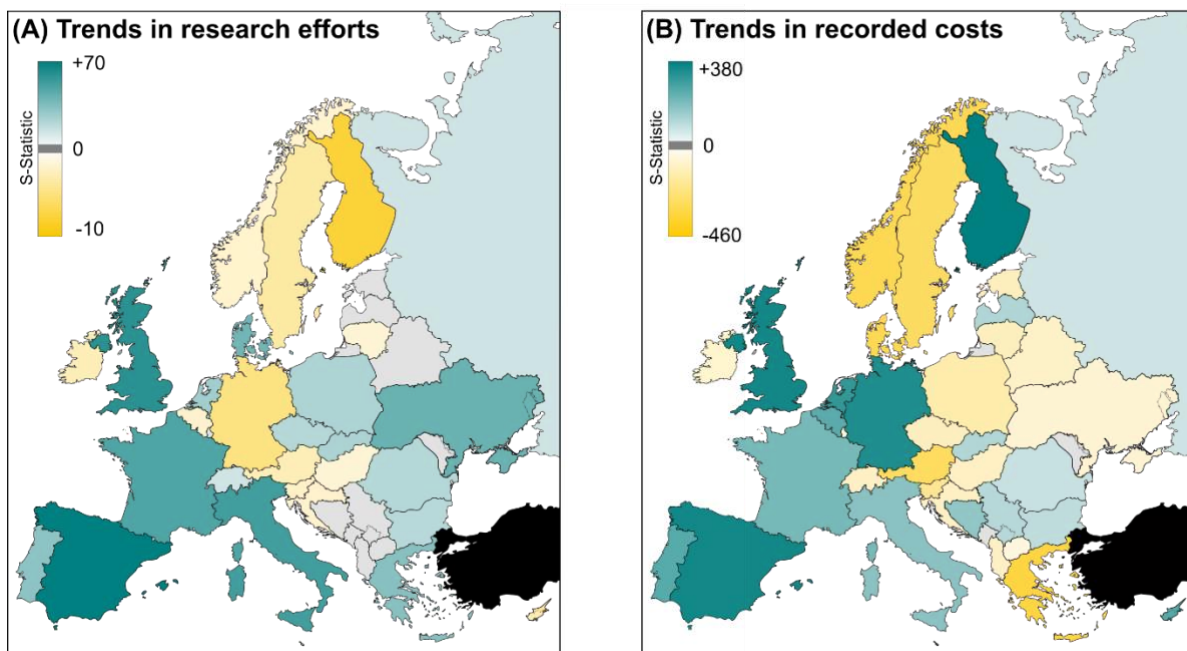 (A) Trends in research efforts
+70
S-Statistic
0
-10
(B) Trends in recorded costs
+380
S-Statistic
0
-460